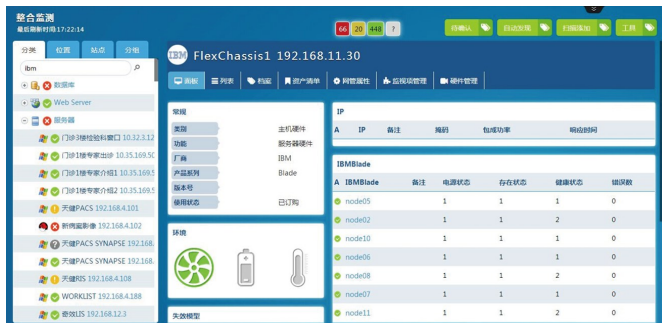 整合监测
最后刷新时间:17:22:14
66 20 448 ?
待确认 自动发现 扫描添加 工具
分类 位置 站点 分组
ibm
数据库
Web Server
服务器
门诊3楼检验科窗口 10.32.3.12
门诊1楼专家出诊 10.35.169.50
门诊1楼专家介绍1 10.35.169.5
门诊1楼专家介绍2 10.35.169.5
天健PACS 192.168.4.101
新傅里影像 192.168.4.102
天健PACS SYNAPSE 192.168.
天健PACS SYNAPSE 192.168.
天健RIS 192.168.4.108
WORKLIST 192.168.4.188
奇效LIS 192.168.12.3
IBM FlexChassis1 192.168.11.30
面板 列表 档案 资产清单 网管属性 监视项管理 硬件管理
常规
类别 主机硬件
功能 服务器硬件
厂商 IBM
产品系列 Blade
版本号
使用状态 已订购
环境
失效模型
IP
A IP 备注 掩码 包成功率 响应时间
IBMBlade
A IBMBlade 备注 电源状态 存在状态 健康状态 错误数
node05 1 1 1 0
node02 1 1 2 0
node10 1 1 1 0
node06 1 1 1 0
node08 1 1 2 0
node07 1 1 1 0
node11 1 1 2 0